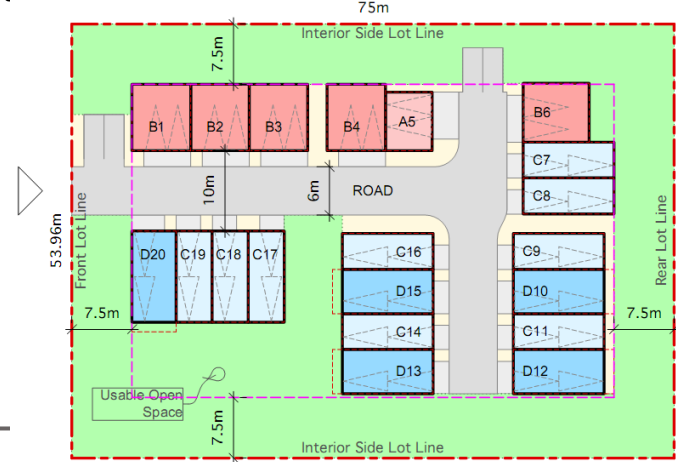 75m
Interior Side Lot Line
7.5m
B1
B2
B3
B4
A5
B6
C7
C8
10m
6m
ROAD
53.96m
Front Lot Line
Rear Lot Line
D20
C19
C18
C17
C16
C9
D15
D10
C14
C11
D13
D12
7.5m
7.5m
Usable Open
Space
7.5m
Interior Side Lot Line